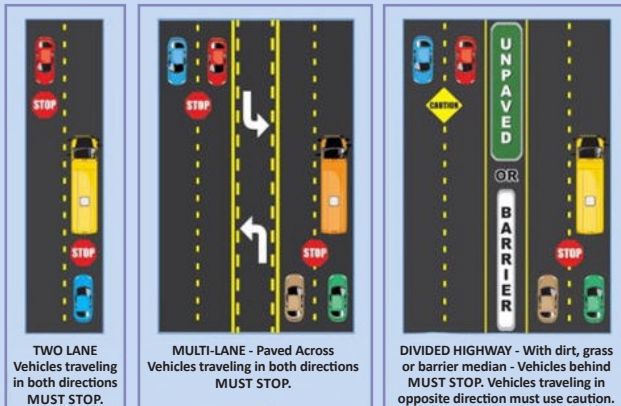 STOP
STOP
TWO LANE
Vehicles traveling
in both directions
MUST STOP.
STOP
STOP
MULTI-LANE - Paved Across
Vehicles traveling in both directions
MUST STOP.
CAUTION
UNPAVED
OR
BARRIER
STOP
DIVIDED HIGHWAY - With dirt, grass
or barrier median - Vehicles behind
MUST STOP. Vehicles traveling in
opposite direction must use caution.